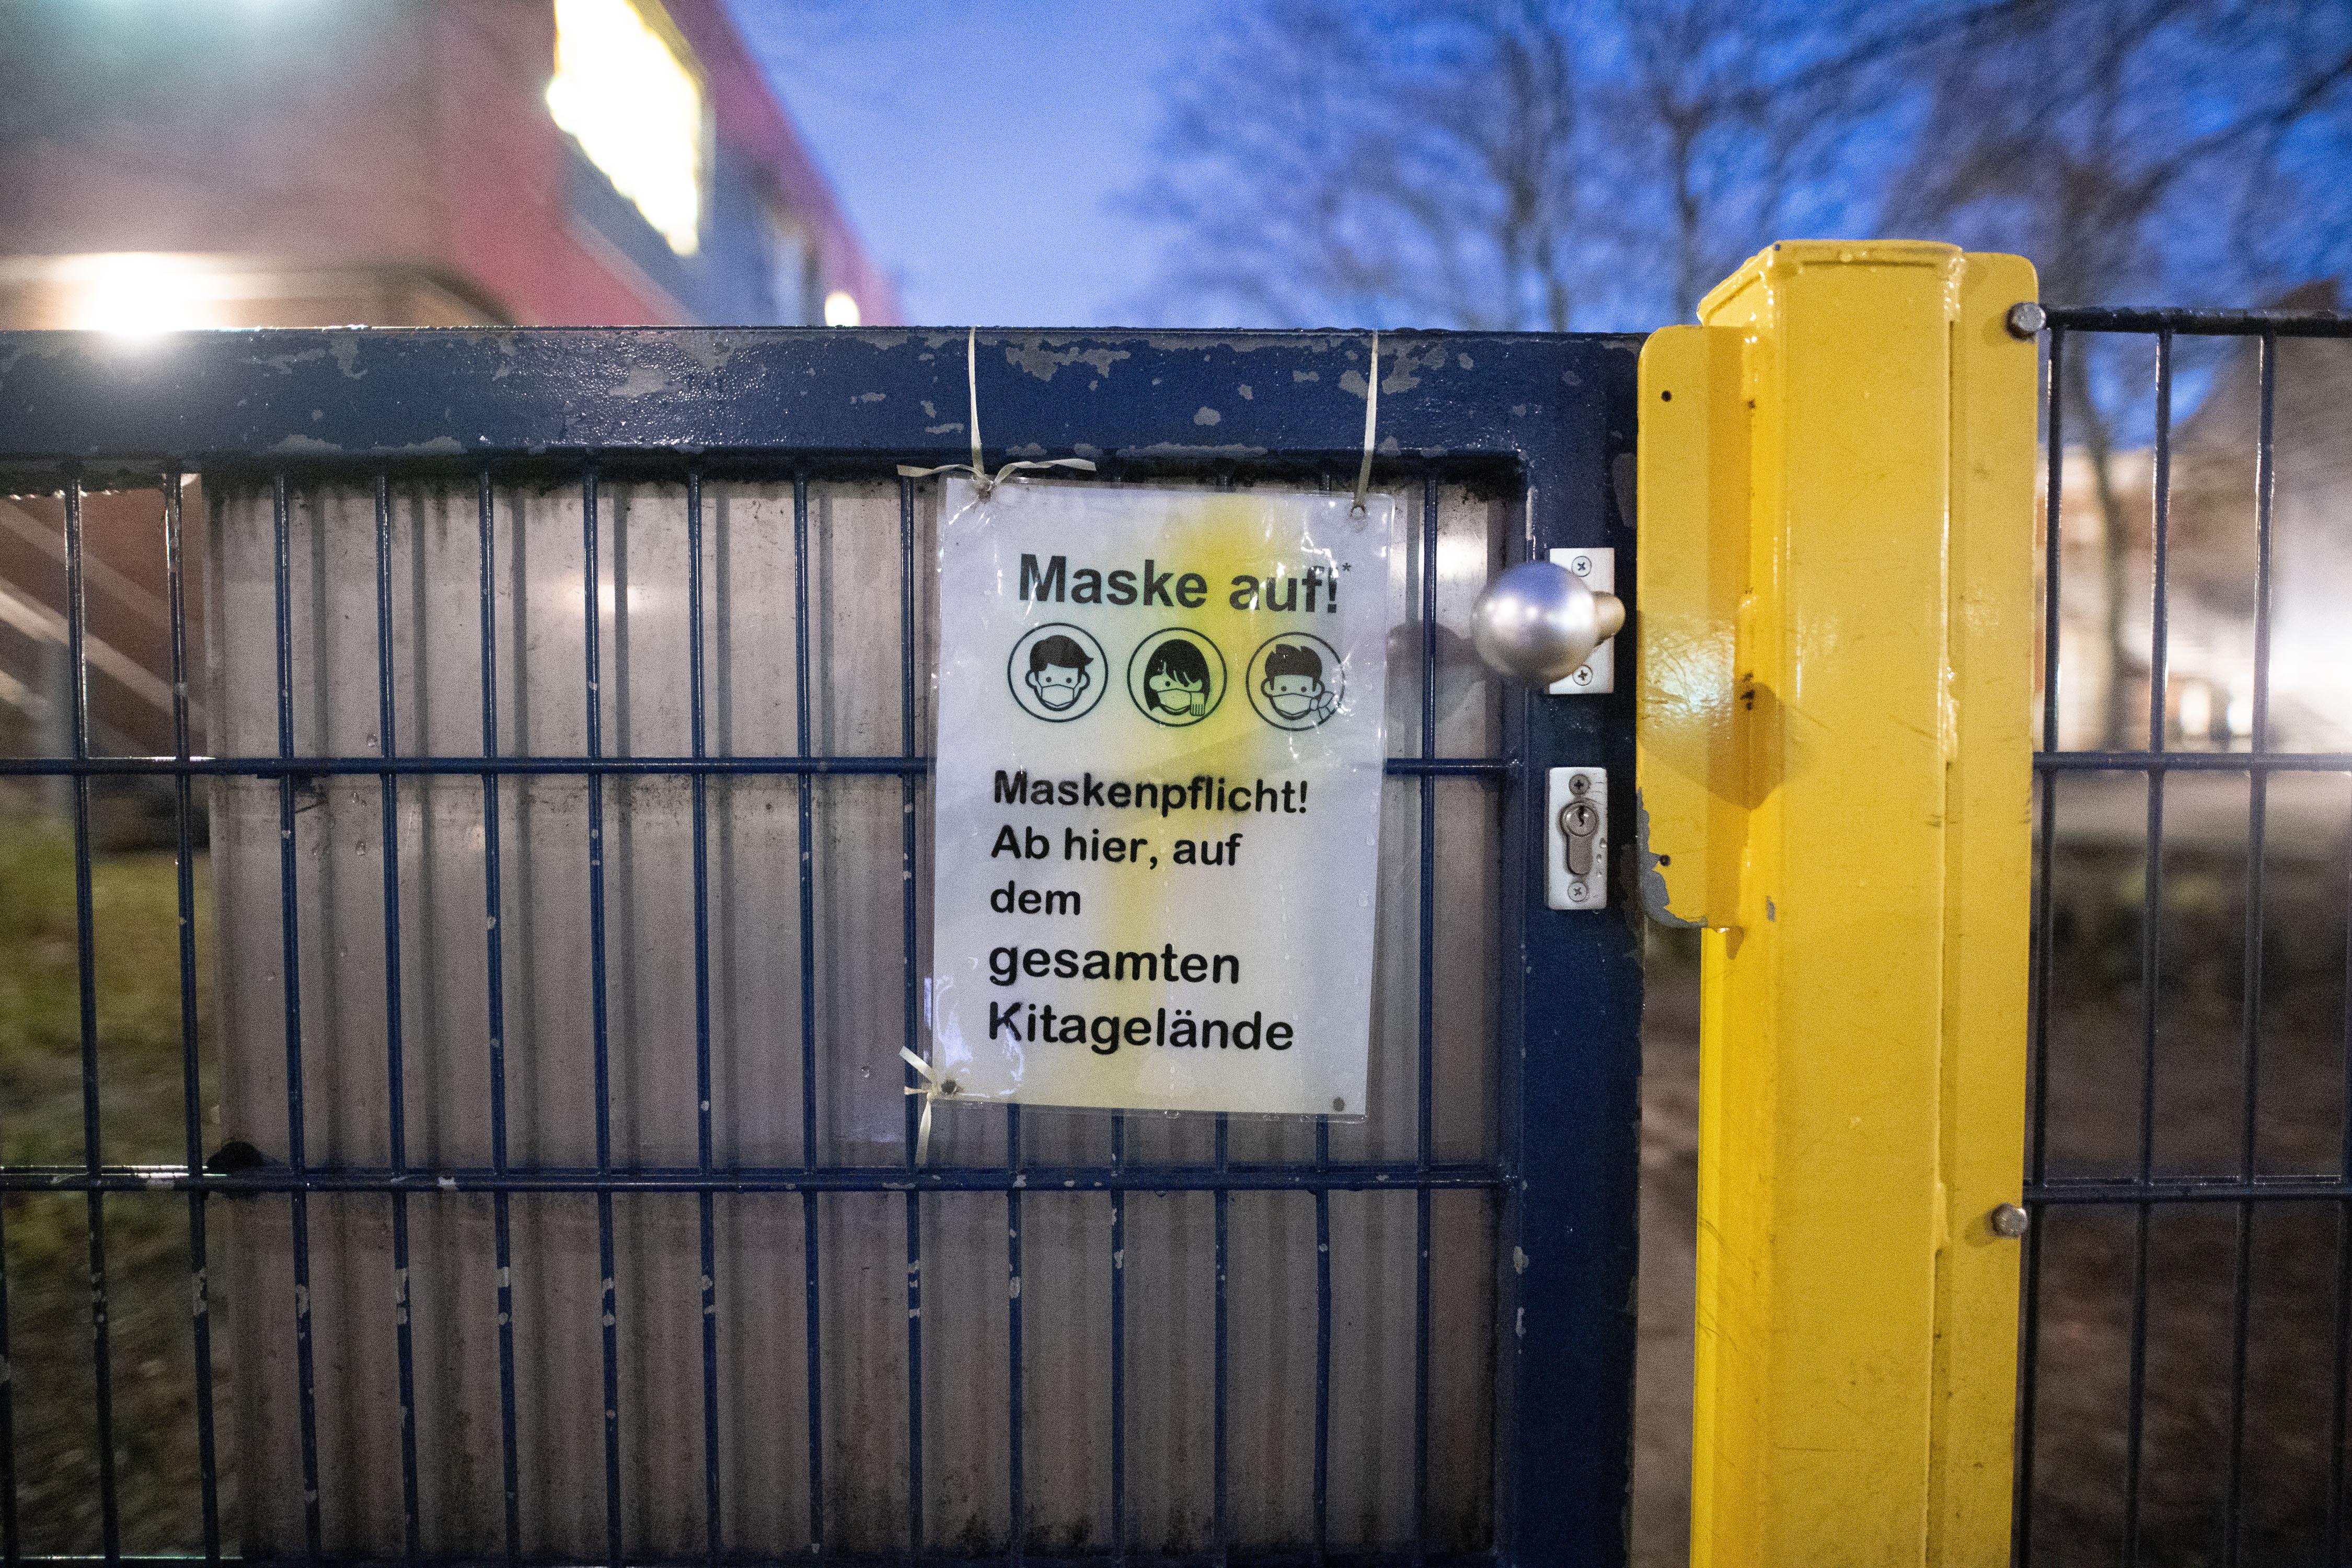 Maske auf!*
Maskenpflicht!
Ab hier, auf
dem
gesamten
Kitagelände